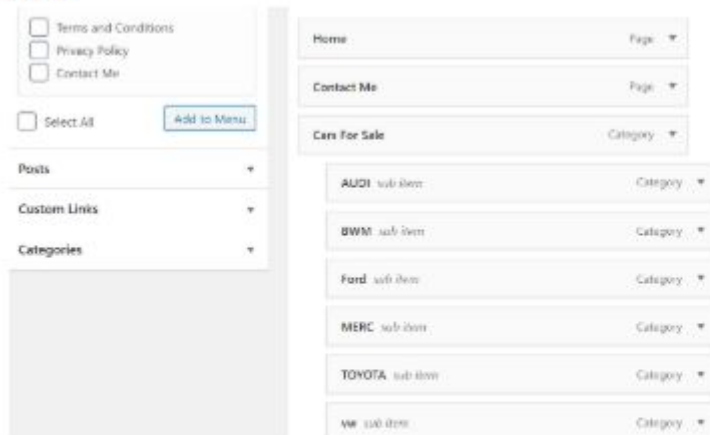 Terms and Conditions
Privacy Policy
Contact Me
Select All
Add to Menu
Posts
Custom Links
Categories
Home Page
Contact Me Page
Cars For Sale Category
AUDI sub item Category
BWM sub item Category
Ford sub item Category
MERC sub item Category
TOYOTA sub item Category
vw sub item Category